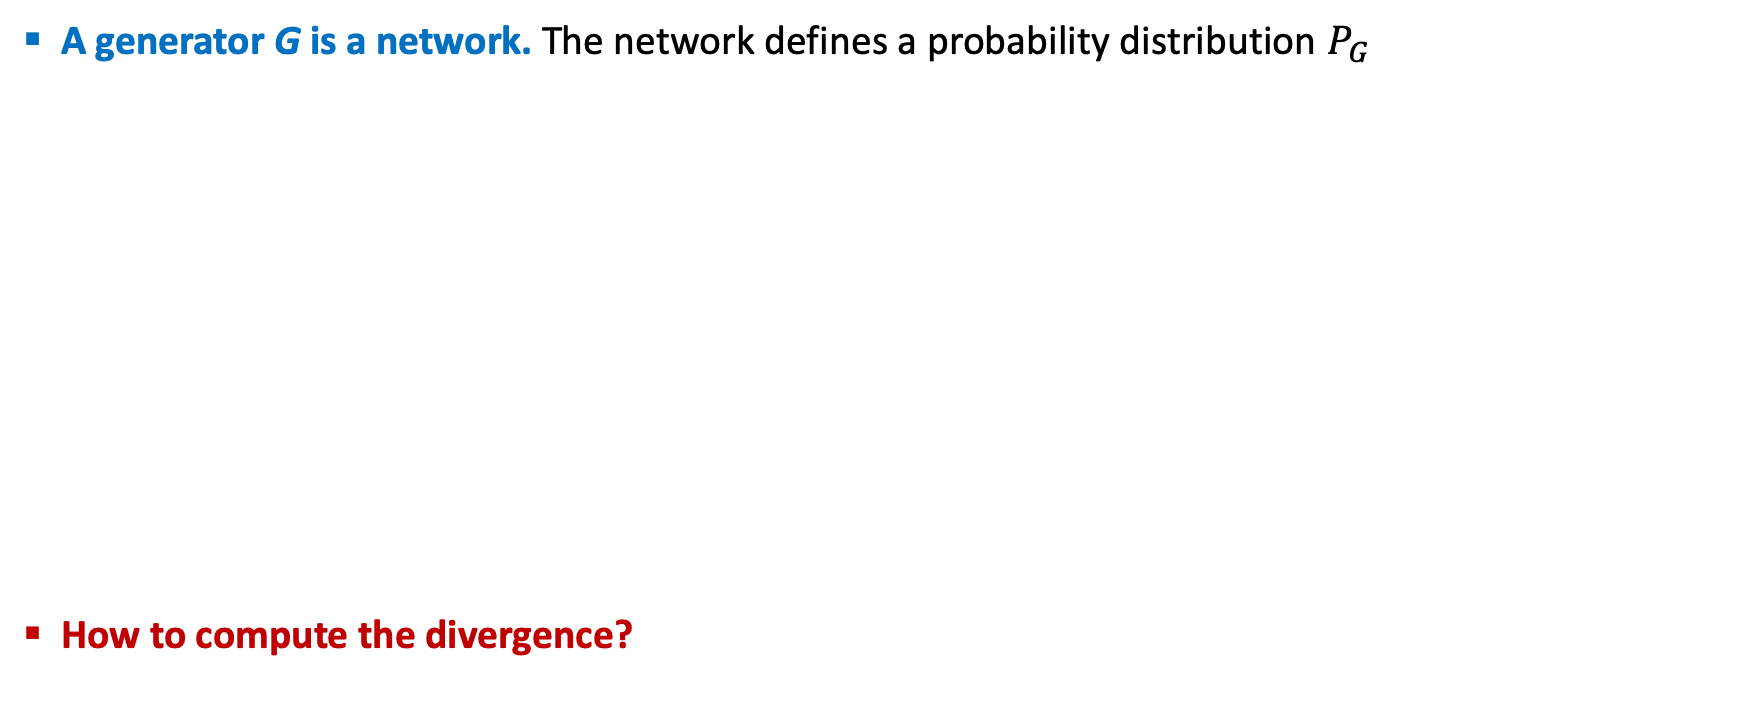 ▪ A generator G is a network. The network defines a probability distribution P_G
▪ How to compute the divergence?